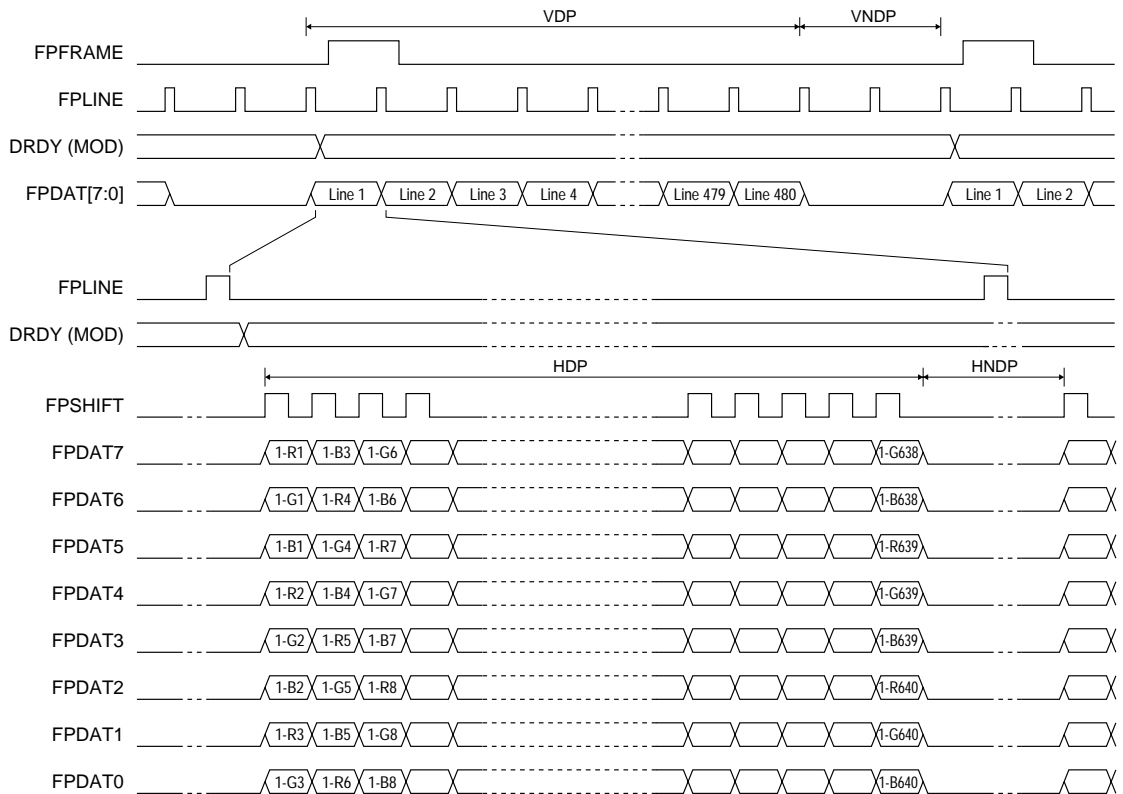 VDP VNDP
FPFRAME
FPLINE
DRDY (MOD)
FPDAT[7:0] Line 1 Line 2 Line 3 Line 4 Line 479 Line 480 Line 1 Line 2
FPLINE
DRDY (MOD)
HDP HNDP
FPSHIFT
FPDAT7 1-R1 1-B3 1-G6 1-G638
FPDAT6 1-G1 1-R4 1-B6 1-B638
FPDAT5 1-B1 1-G4 1-R7 1-R639
FPDAT4 1-R2 1-B4 1-G7 1-G639
FPDAT3 1-G2 1-R5 1-B7 1-B639
FPDAT2 1-B2 1-G5 1-R8 1-R640
FPDAT1 1-R3 1-B5 1-G8 1-G640
FPDAT0 1-G3 1-R6 1-B8 1-B640